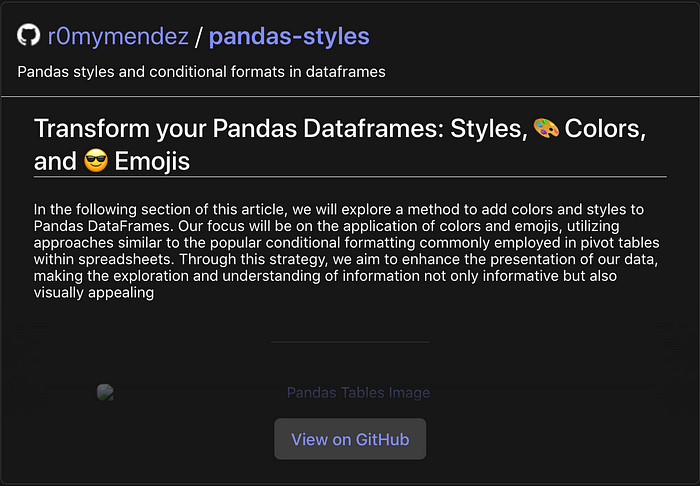 r0mymendez / pandas-styles
Pandas styles and conditional formats in dataframes
Transform your Pandas Dataframes: Styles, 🎨 Colors,
and 😎 Emojis
In the following section of this article, we will explore a method to add colors and styles to
Pandas DataFrames. Our focus will be on the application of colors and emojis, utilizing
approaches similar to the popular conditional formatting commonly employed in pivot tables
within spreadsheets. Through this strategy, we aim to enhance the presentation of our data,
making the exploration and understanding of information not only informative but also
visually appealing
Pandas Tables Image
View on GitHub